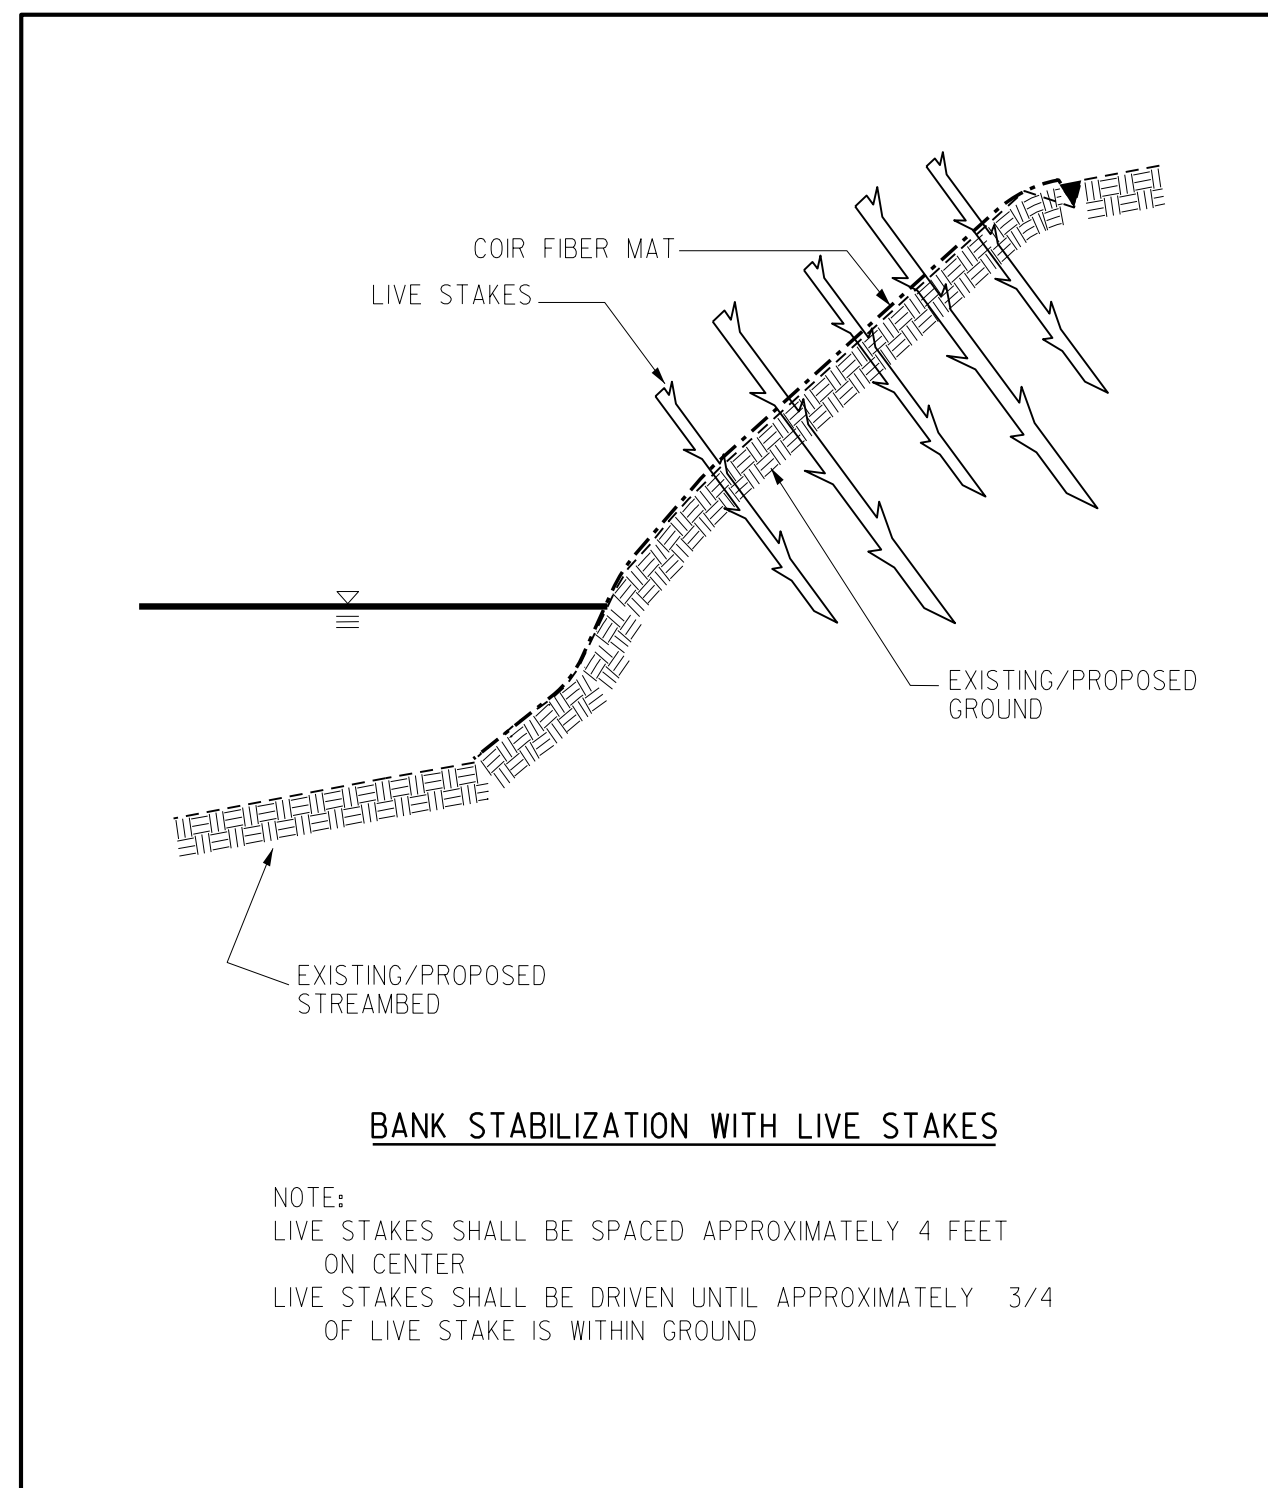 COIR FIBER MAT
LIVE STAKES
EXISTING/PROPOSED
GROUND
EXISTING/PROPOSED
STREAMBED
BANK STABILIZATION WITH LIVE STAKES
NOTE:
LIVE STAKES SHALL BE SPACED APPROXIMATELY 4 FEET
ON CENTER
LIVE STAKES SHALL BE DRIVEN UNTIL APPROXIMATELY 3/4
OF LIVE STAKE IS WITHIN GROUND